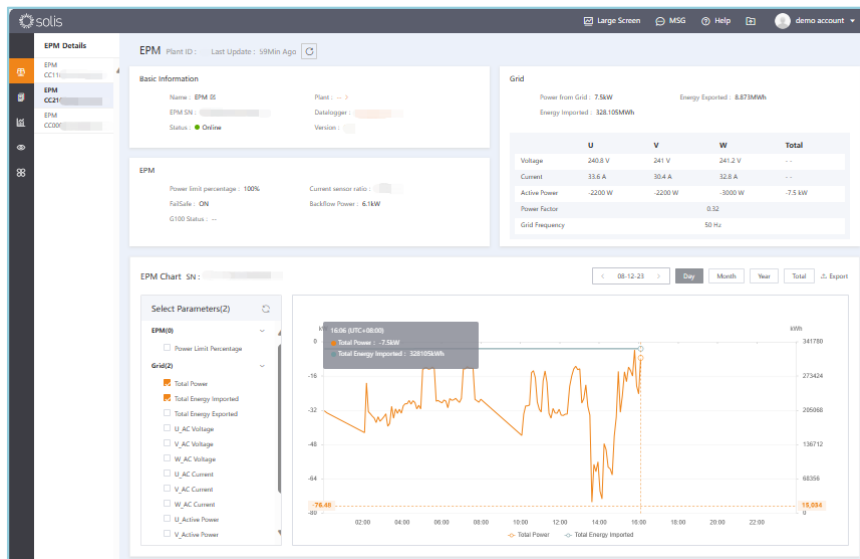 solis
Large Screen MSG Help demo account
EPM Details
EPM
EPM
EPM
EPM Plant ID : Last Update : 59Min Ago
Basic Information
Name : EPM Plant : -- >
EPM SN : Datalogger :
Status : Online Version :
EPM
Power limit percentage : 100% Current sensor ratio :
FailSafe : ON Backflow Power : 6.1kW
G100 Status : --
Grid
Power from Grid : 7.5kW Energy Exported : 8.873MWh
Energy Imported : 328.105MWh
U V W Total
Voltage 240.8 V 241 V 241.2 V - -
Current 33.6 A 30.4 A 32.8 A - -
Active Power -2200 W -2200 W -3000 W -7.5 kW
Power Factor 0.32
Grid Frequency 50 Hz
EPM Chart SN :
< 08-12-23 > Day Month Year Total Export
Select Parameters(2)
EPM(0)
Power Limit Percentage
Grid(2)
Total Power
Total Energy Imported
Total Energy Exported
U_AC Voltage
V_AC Voltage
W_AC Voltage
U_AC Current
V_AC Current
W_AC Current
U_Active Power
V_Active Power
kWh
16:06 (UTC+08:00)
Total Power : -7.5kW
Total Energy Imported : 328105kWh
0 341780
-16 273424
-32 205068
-48 136712
-64 68356
-76.46 15,034
-80 0
02:00 04:00 06:00 08:00 10:00 12:00 14:00 16:00 18:00 20:00 22:00
Total Power Total Energy Imported